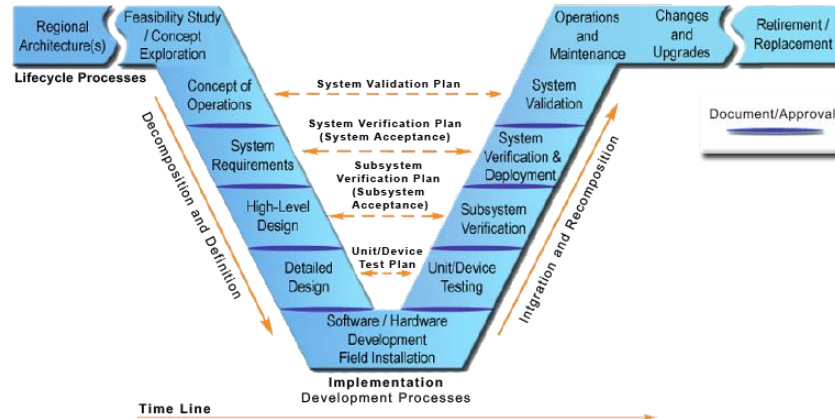 Regional
Architecture(s)
Feasibility Study
/ Concept
Exploration
Operations
and
Maintenance
Changes
and
Upgrades
Retirement /
Replacement
Lifecycle Processes
Concept of
Operations
System Validation Plan
System
Validation
Document/Approval
System
Requirements
System Verification Plan
(System Acceptance)
System
Verification &
Deployment
High-Level
Design
Subsystem
Verification Plan
(Subsystem
Acceptance)
Subsystem
Verification
Detailed
Design
Unit/Device
Test Plan
Unit/Device
Testing
Decomposition and Definition
Intgration and Recomposition
Software / Hardware
Development
Field Installation
Implementation
Development Processes
Time Line